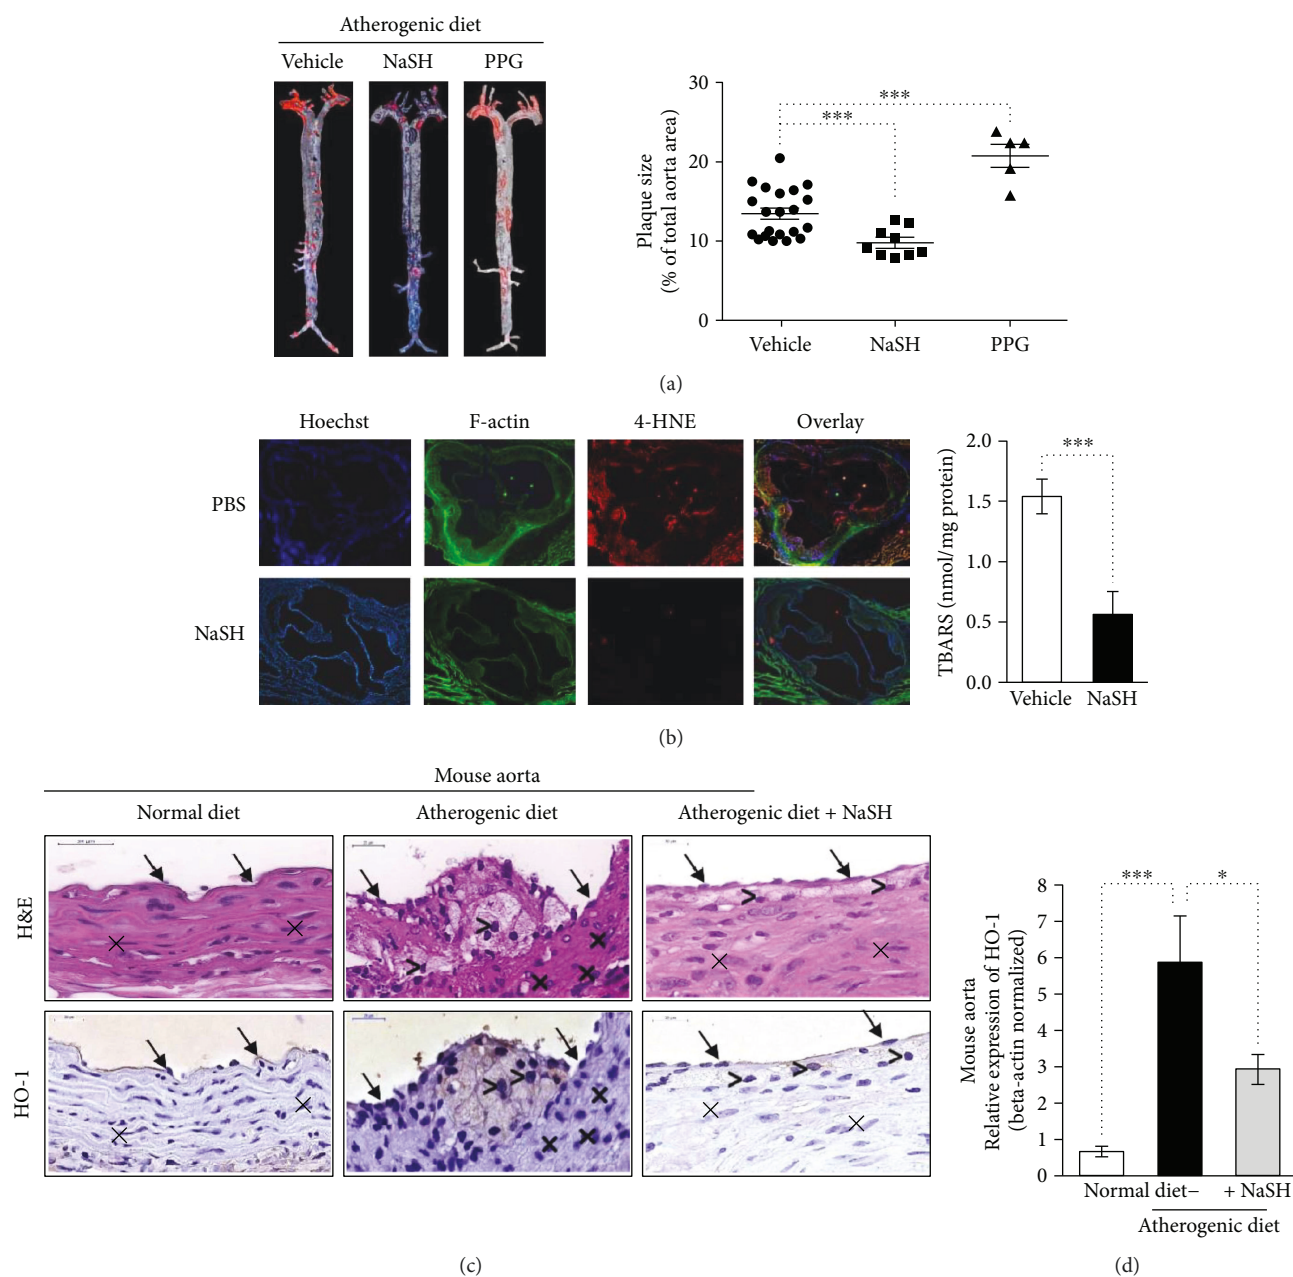 Atherogenic diet
Vehicle NaSH PPG
Plaque size
(% of total aorta area)
30
20
10
0
***
***
Vehicle NaSH PPG
(a)
Hoechst F-actin 4-HNE Overlay
PBS
NaSH
TBARS (nmol/mg protein)
2.0
1.5
1.0
0.5
0.0
***
Vehicle NaSH
(b)
Mouse aorta
Normal diet Atherogenic diet Atherogenic diet + NaSH
H&E
HO-1
(c)
Mouse aorta
Relative expression of HO-1
(beta-actin normalized)
8
7
6
5
4
3
2
1
0
*** *
Normal diet– + NaSH
Atherogenic diet
(d)